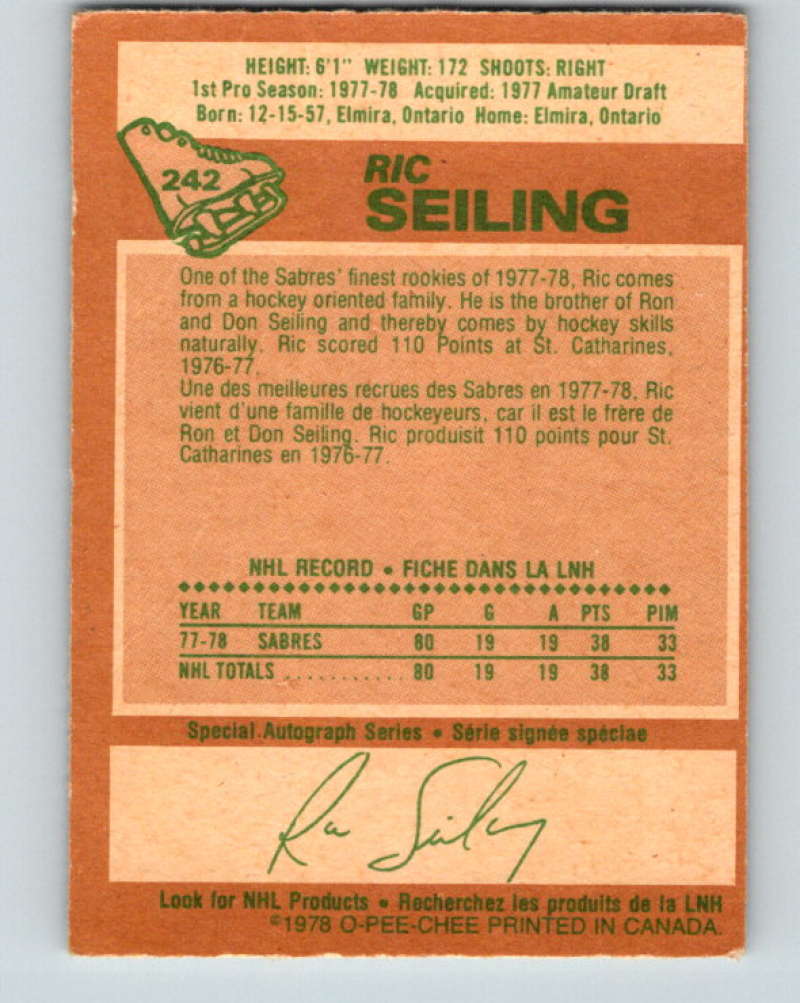 HEIGHT: 6'1" WEIGHT: 172 SHOOTS: RIGHT
1st Pro Season: 1977-78 Acquired: 1977 Amateur Draft
Born: 12-15-57, Elmira, Ontario Home: Elmira, Ontario
242
RIC
SEILING
One of the Sabres' finest rookies of 1977-78, Ric comes
from a hockey oriented family. He is the brother of Ron
and Don Seiling and thereby comes by hockey skills
naturally. Ric scored 110 Points at St. Catharines,
1976-77.
Une des meilleures recrues des Sabres en 1977-78, Ric
vient d'une famille de hockeyeurs, car il est le frère de
Ron et Don Seiling. Ric produisit 110 points pour St.
Catharines en 1976-77.
NHL RECORD • FICHE DANS LA LNH
YEAR TEAM GP G A PTS PIM
77-78 SABRES 80 19 19 38 33
NHL TOTALS ............ 80 19 19 38 33
Special Autograph Series • Série signée spéciae
Ric Seiling
Look for NHL Products • Recherchez les produits de la LNH
©1978 O-PEE-CHEE PRINTED IN CANADA.